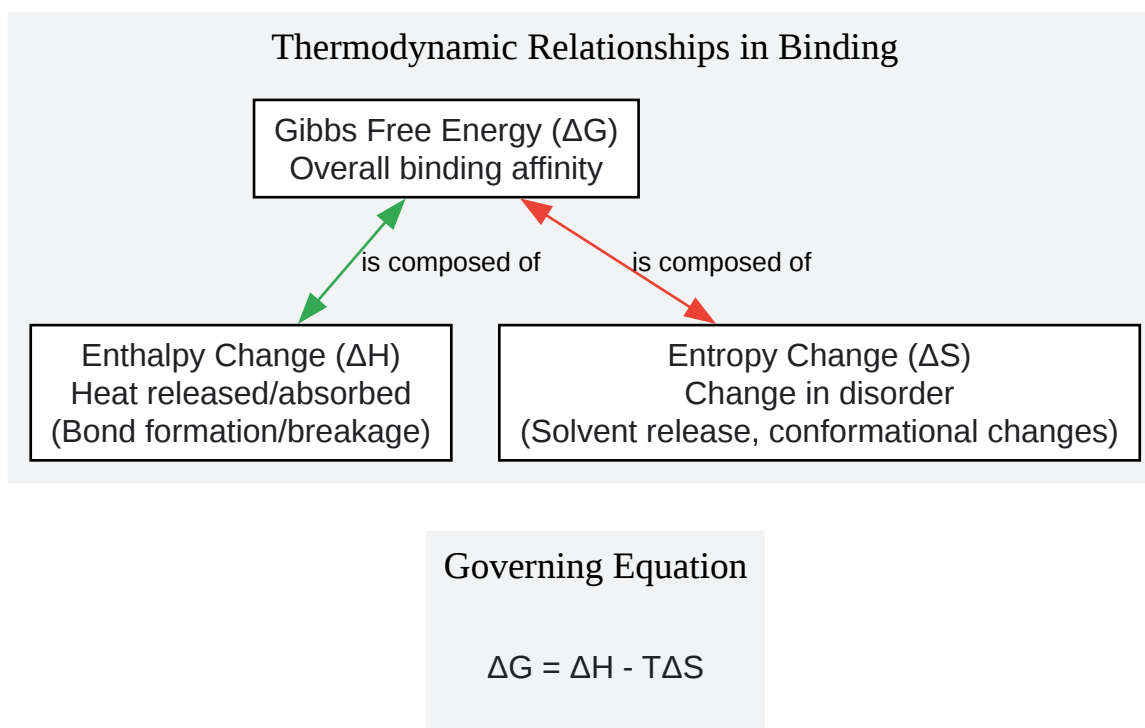 Thermodynamic Relationships in Binding
Gibbs Free Energy (ΔG)
Overall binding affinity
is composed of
is composed of
Enthalpy Change (ΔH)
Heat released/absorbed
(Bond formation/breakage)
Entropy Change (ΔS)
Change in disorder
(Solvent release, conformational changes)
Governing Equation
ΔG = ΔH - TΔS